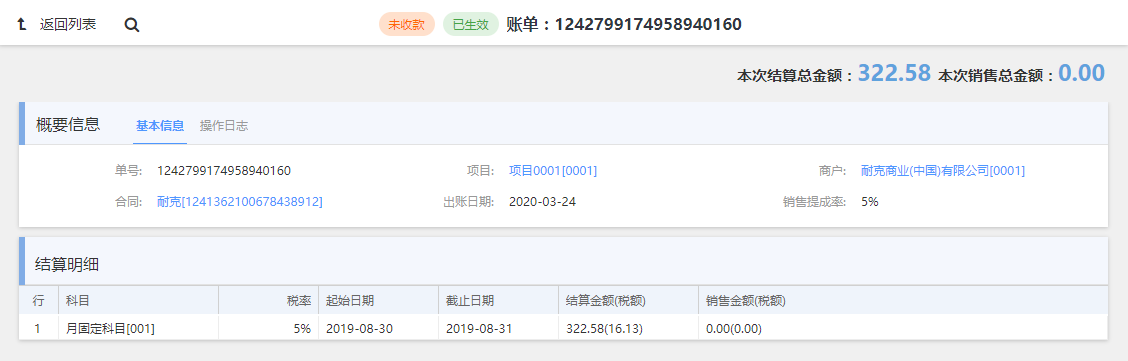 返回列表
未收款 已生效 账单：1242799174958940160
本次结算总金额：322.58 本次销售总金额：0.00
概要信息 基本信息 操作日志
单号: 1242799174958940160 项目: 项目0001[0001] 商户: 耐克商业(中国)有限公司[0001]
合同: 耐克[1241362100678438912] 出账日期: 2020-03-24 销售提成率: 5%
结算明细
行 科目 税率 起始日期 截止日期 结算金额(税额) 销售金额(税额)
1 月固定科目[001] 5% 2019-08-30 2019-08-31 322.58(16.13) 0.00(0.00)